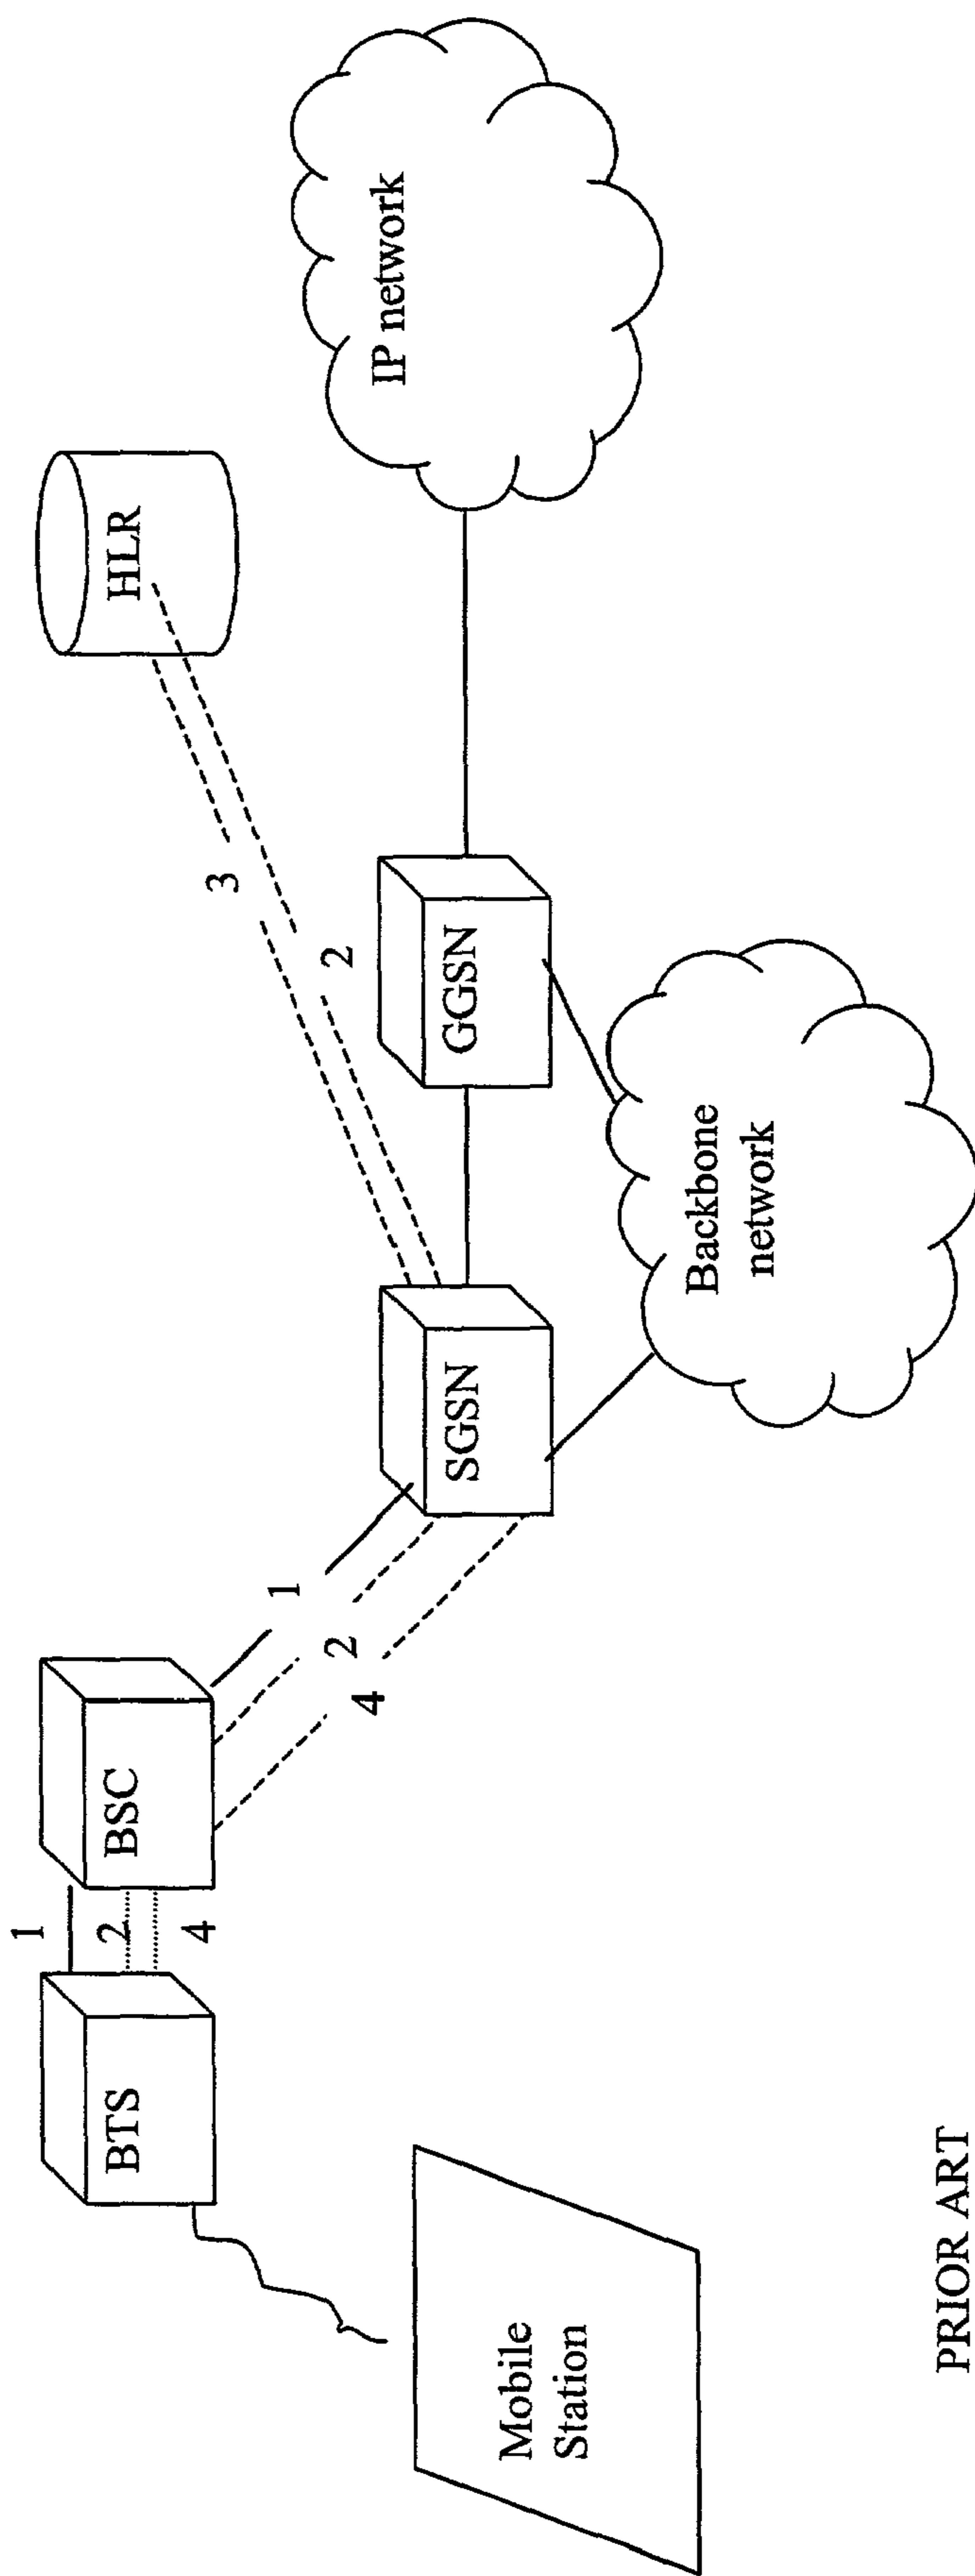 HLR
IP network
3
2
GGSN
Backbone
network
SGSN
1
2
4
BSC
1
2
4
BTS
Mobile
Station
PRIOR ART